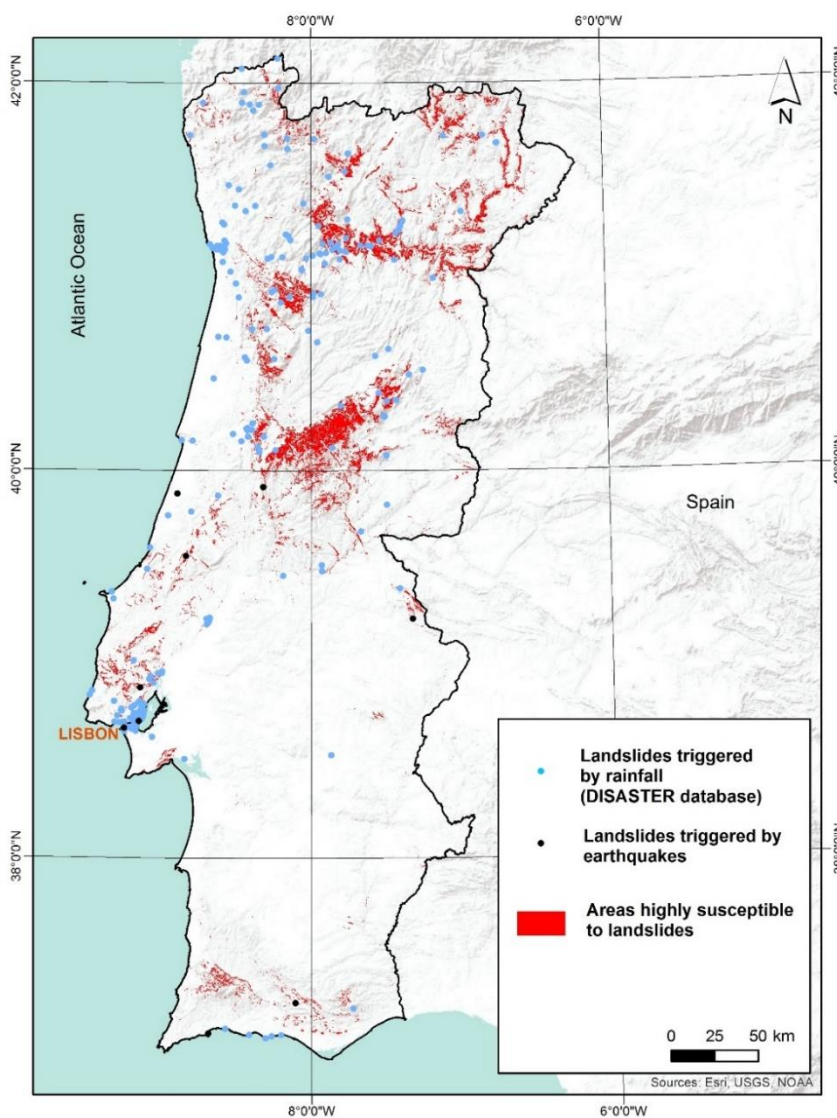 8°0'0"W
6°0'0"W
42°0'0"N
N
Atlantic Ocean
40°0'0"N
Spain
LISBON
Landslides triggered
by rainfall
(DISASTER database)
Landslides triggered by
earthquakes
38°0'0"N
Areas highly susceptible
to landslides
0 25 50 km
Sources: Esri, USGS, NOAA
8°0'0"W
6°0'0"W